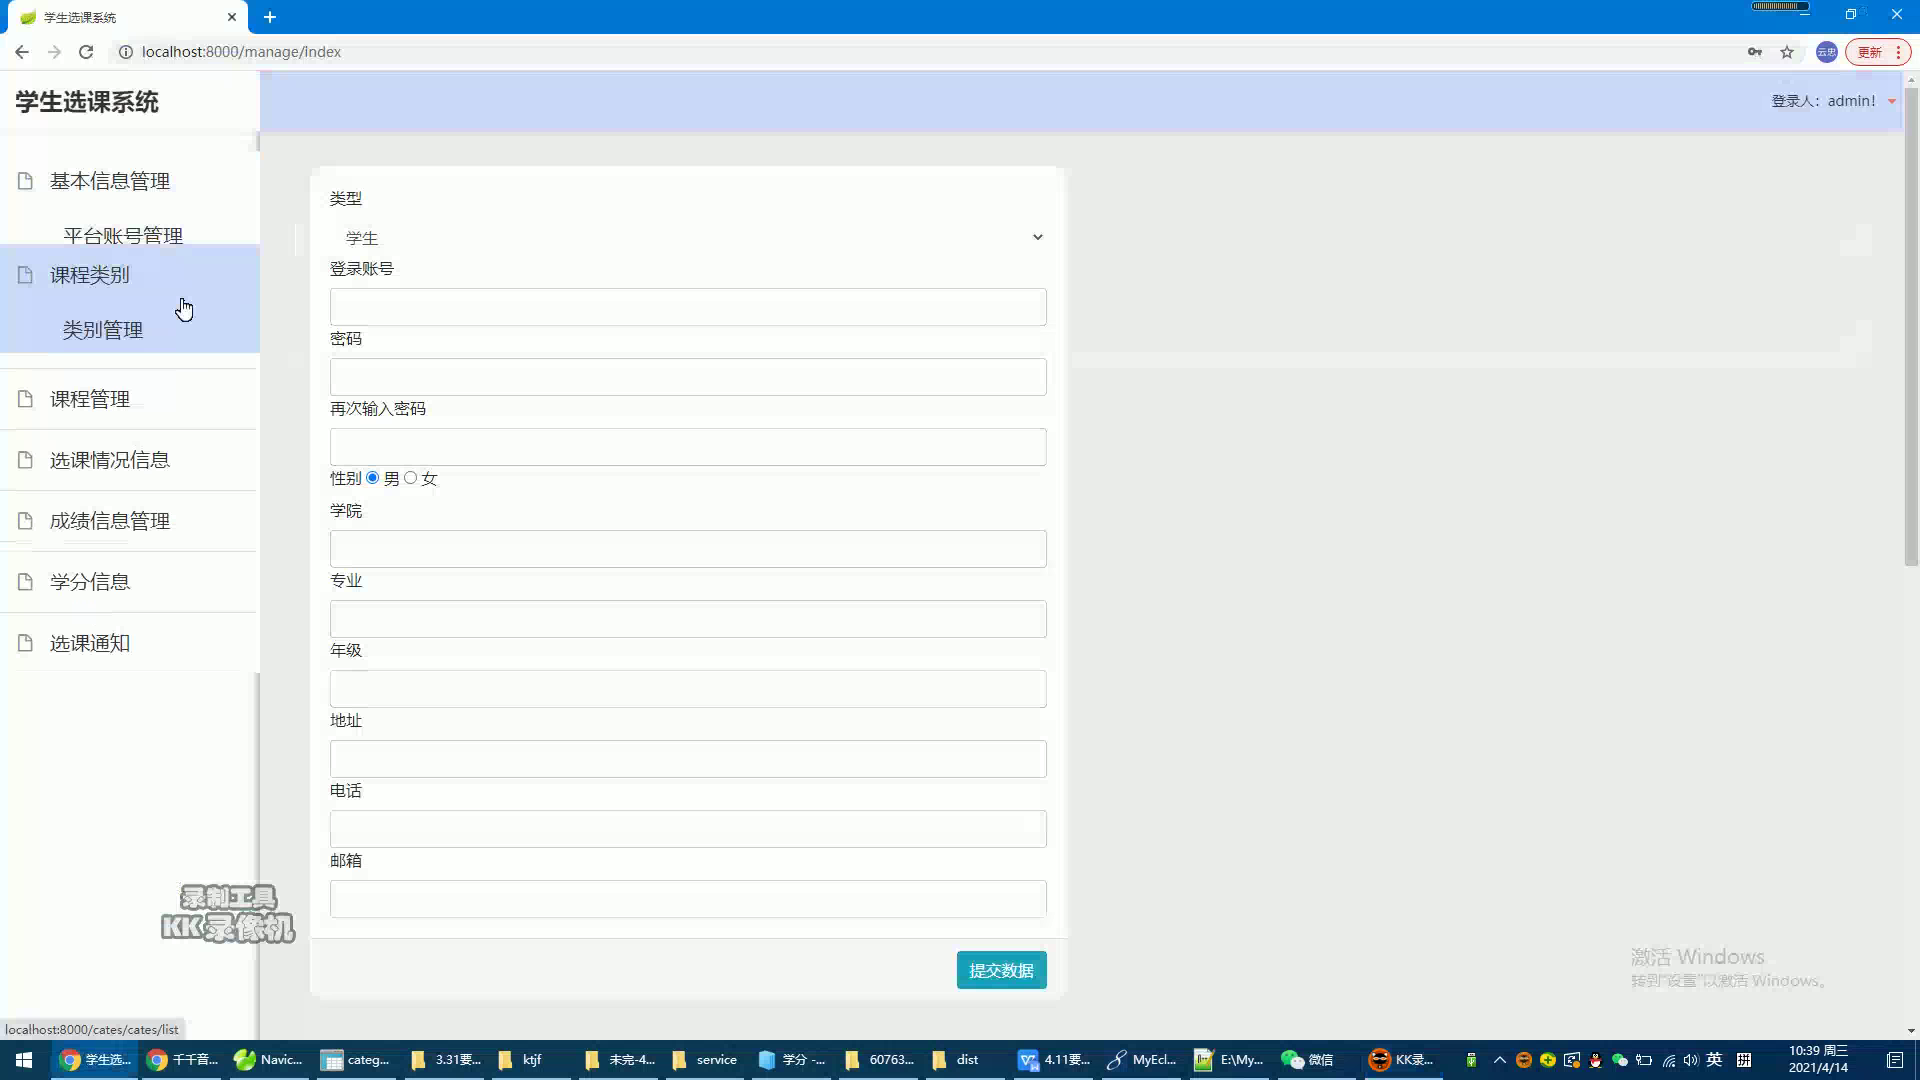 学生选课系统
localhost:8000/manage/index
云忠
更新
学生选课系统
登录人：admin!
基本信息管理
平台账号管理
课程类别
类别管理
课程管理
选课情况信息
成绩信息管理
学分信息
选课通知
类型
学生
登录账号
密码
再次输入密码
性别 男 女
学院
专业
年级
地址
电话
邮箱
提交数据
录制工具
KK录像机
激活 Windows
转到"设置"以激活 Windows。
localhost:8000/cates/cates/list
学生选...
千千音...
Navic...
categ...
3.31要...
ktjf
未完-4...
service
学分 -...
60763...
dist
4.11要...
MyEcl...
E:\My...
微信
KK录...
英
拼
10:39 周三
2021/4/14